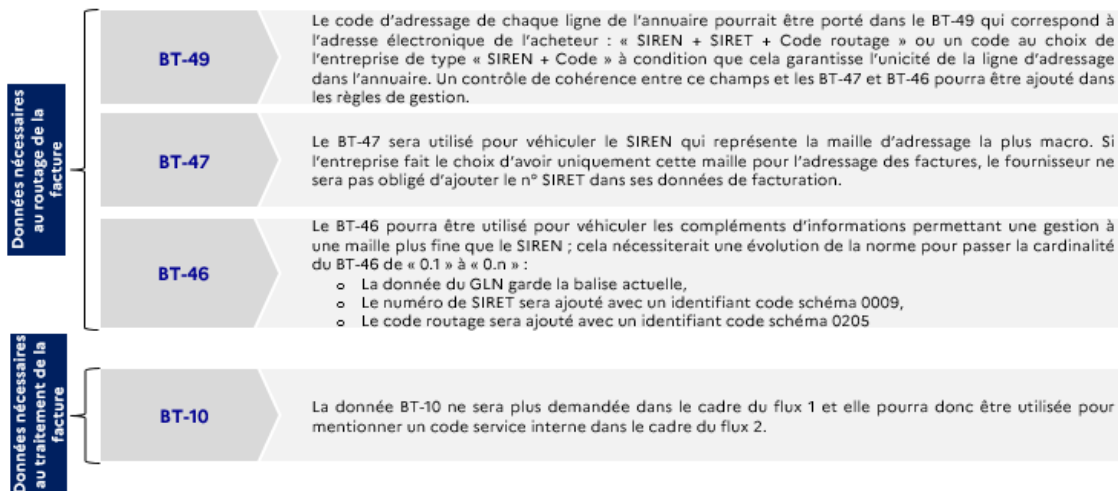 Données nécessaires
au routage de la
facture
BT-49
Le code d'adressage de chaque ligne de l'annuaire pourrait être porté dans le BT-49 qui correspond à
l'adresse électronique de l'acheteur : « SIREN + SIRET + Code routage » ou un code au choix de
l'entreprise de type « SIREN + Code » à condition que cela garantisse l'unicité de la ligne d'adressage
dans l'annuaire. Un contrôle de cohérence entre ce champs et les BT-47 et BT-46 pourra être ajouté dans
les règles de gestion.
BT-47
Le BT-47 sera utilisé pour véhiculer le SIREN qui représente la maille d'adressage la plus macro. Si
l'entreprise fait le choix d'avoir uniquement cette maille pour l'adressage des factures, le fournisseur ne
sera pas obligé d'ajouter le n° SIRET dans ses données de facturation.
BT-46
Le BT-46 pourra être utilisé pour véhiculer les compléments d'informations permettant une gestion à
une maille plus fine que le SIREN ; cela nécessiterait une évolution de la norme pour passer la cardinalité
du BT-46 de « 0.1 » à « 0.n » :
o La donnée du GLN garde la balise actuelle,
o Le numéro de SIRET sera ajouté avec un identifiant code schéma 0009,
o Le code routage sera ajouté avec un identifiant code schéma 0205
Données nécessaires
au traitement de la
facture
BT-10
La donnée BT-10 ne sera plus demandée dans le cadre du flux 1 et elle pourra donc être utilisée pour
mentionner un code service interne dans le cadre du flux 2.